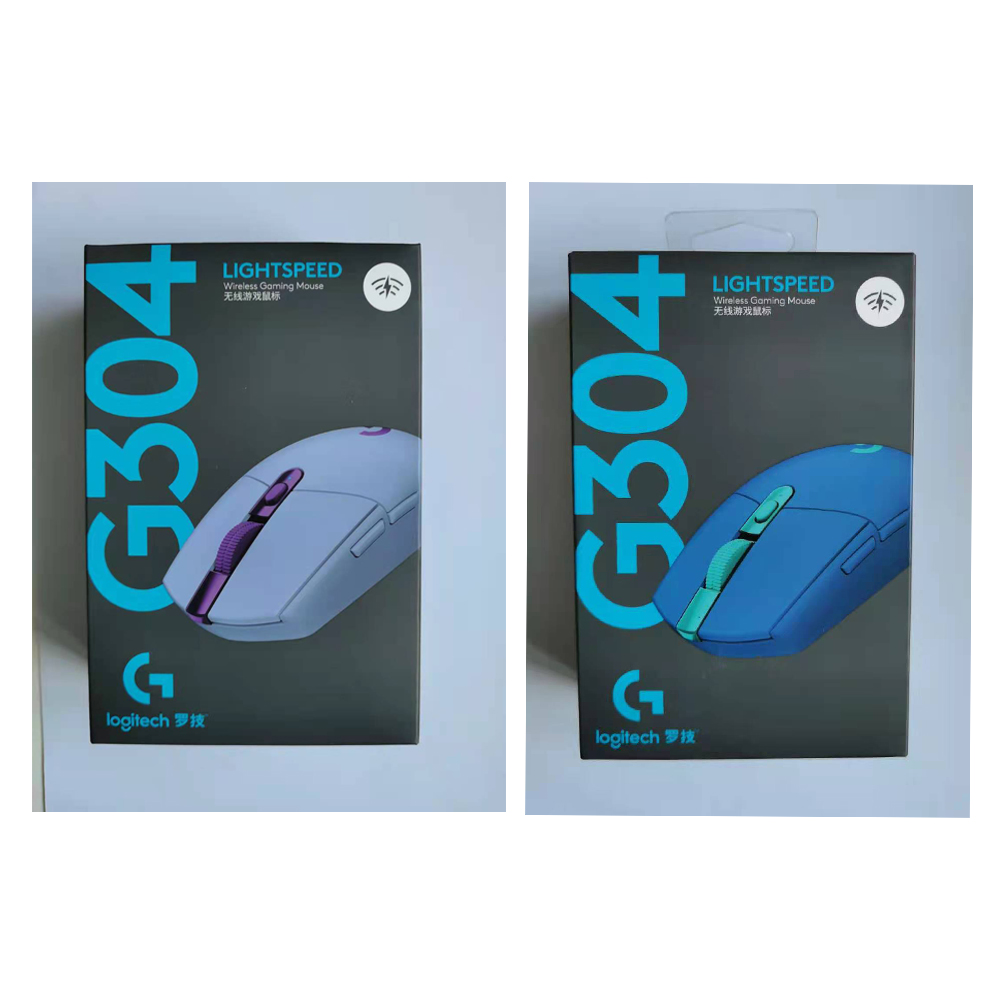 G304
LIGHTSPEED
Wireless Gaming Mouse
无线游戏鼠标
logitech 罗技
G304
LIGHTSPEED
Wireless Gaming Mouse
无线游戏鼠标
logitech 罗技